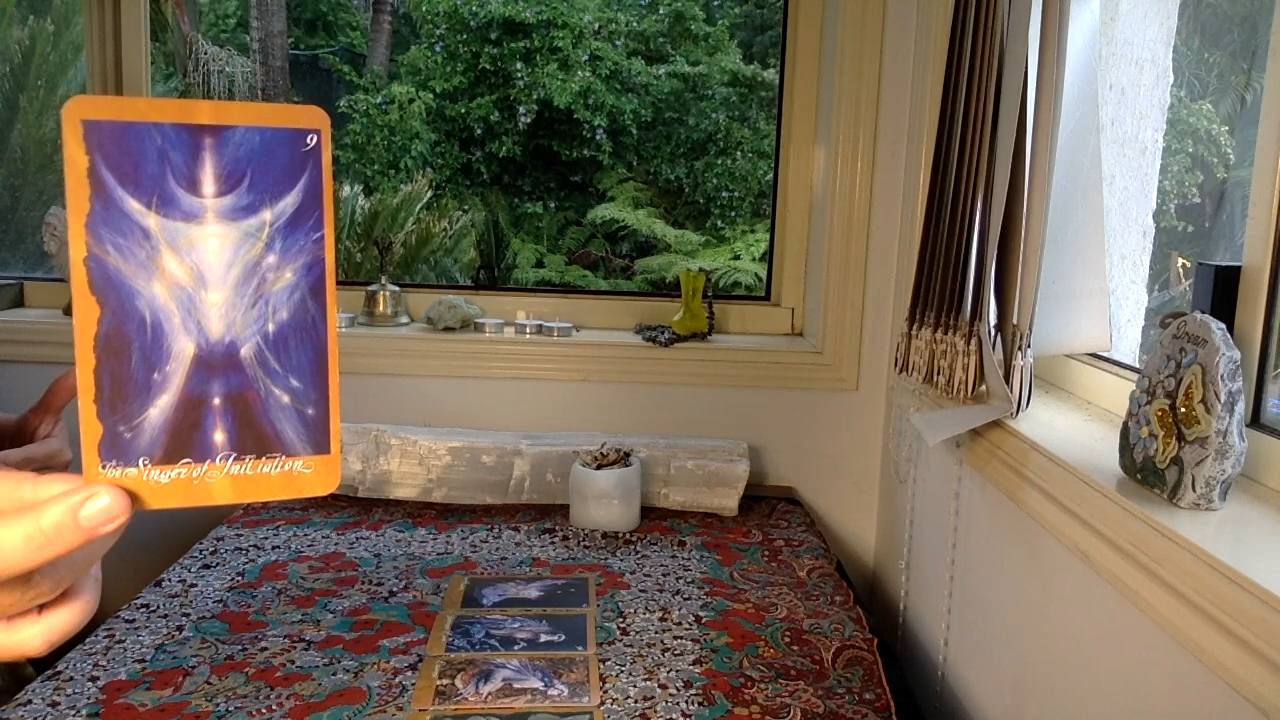 9
The Singer of Initiation
Dream